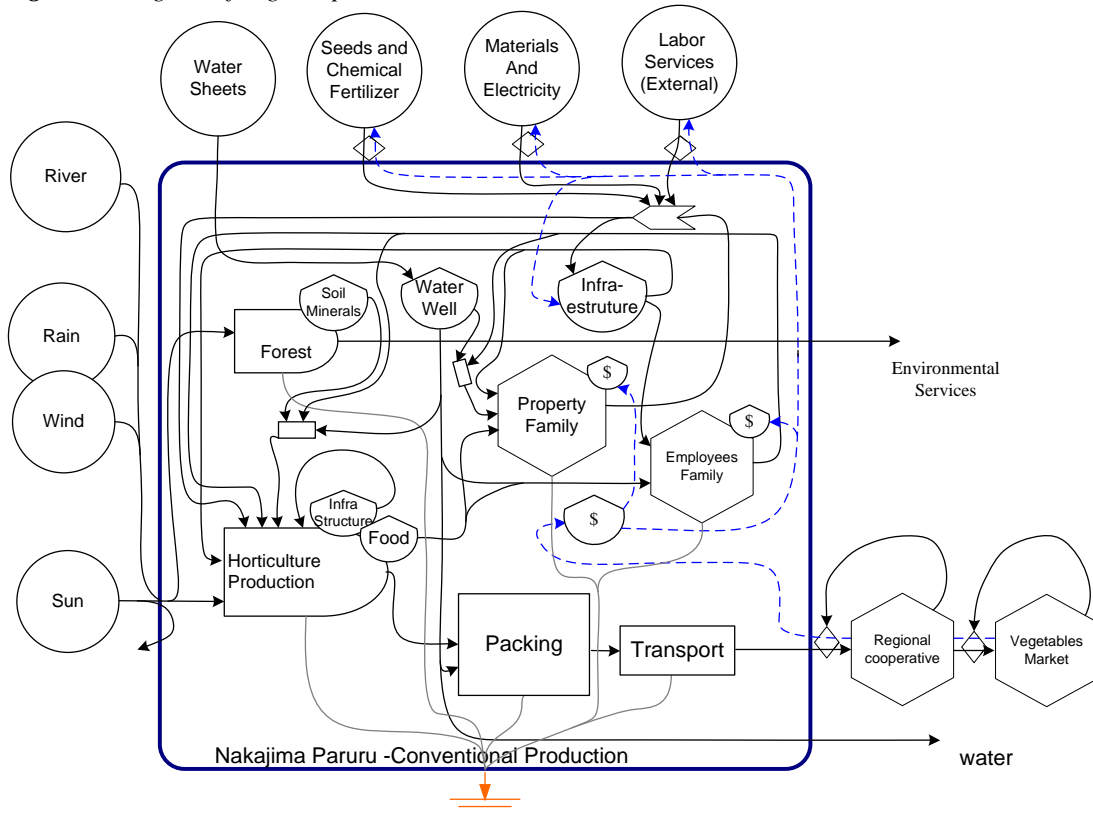 Water
Sheets
Seeds and
Chemical
Fertilizer
Materials
And
Electricity
Labor
Services
(External)
River
Rain
Wind
Sun
Soil
Minerals
Forest
Water
Well
Infra-
estruture
Environmental
Services
$
Property
Family
$
Employees
Family
Infra
Structure
Food
$
Horticulture
Production
Packing
Transport
Regional
cooperative
Vegetables
Market
Nakajima Paruru -Conventional Production
water